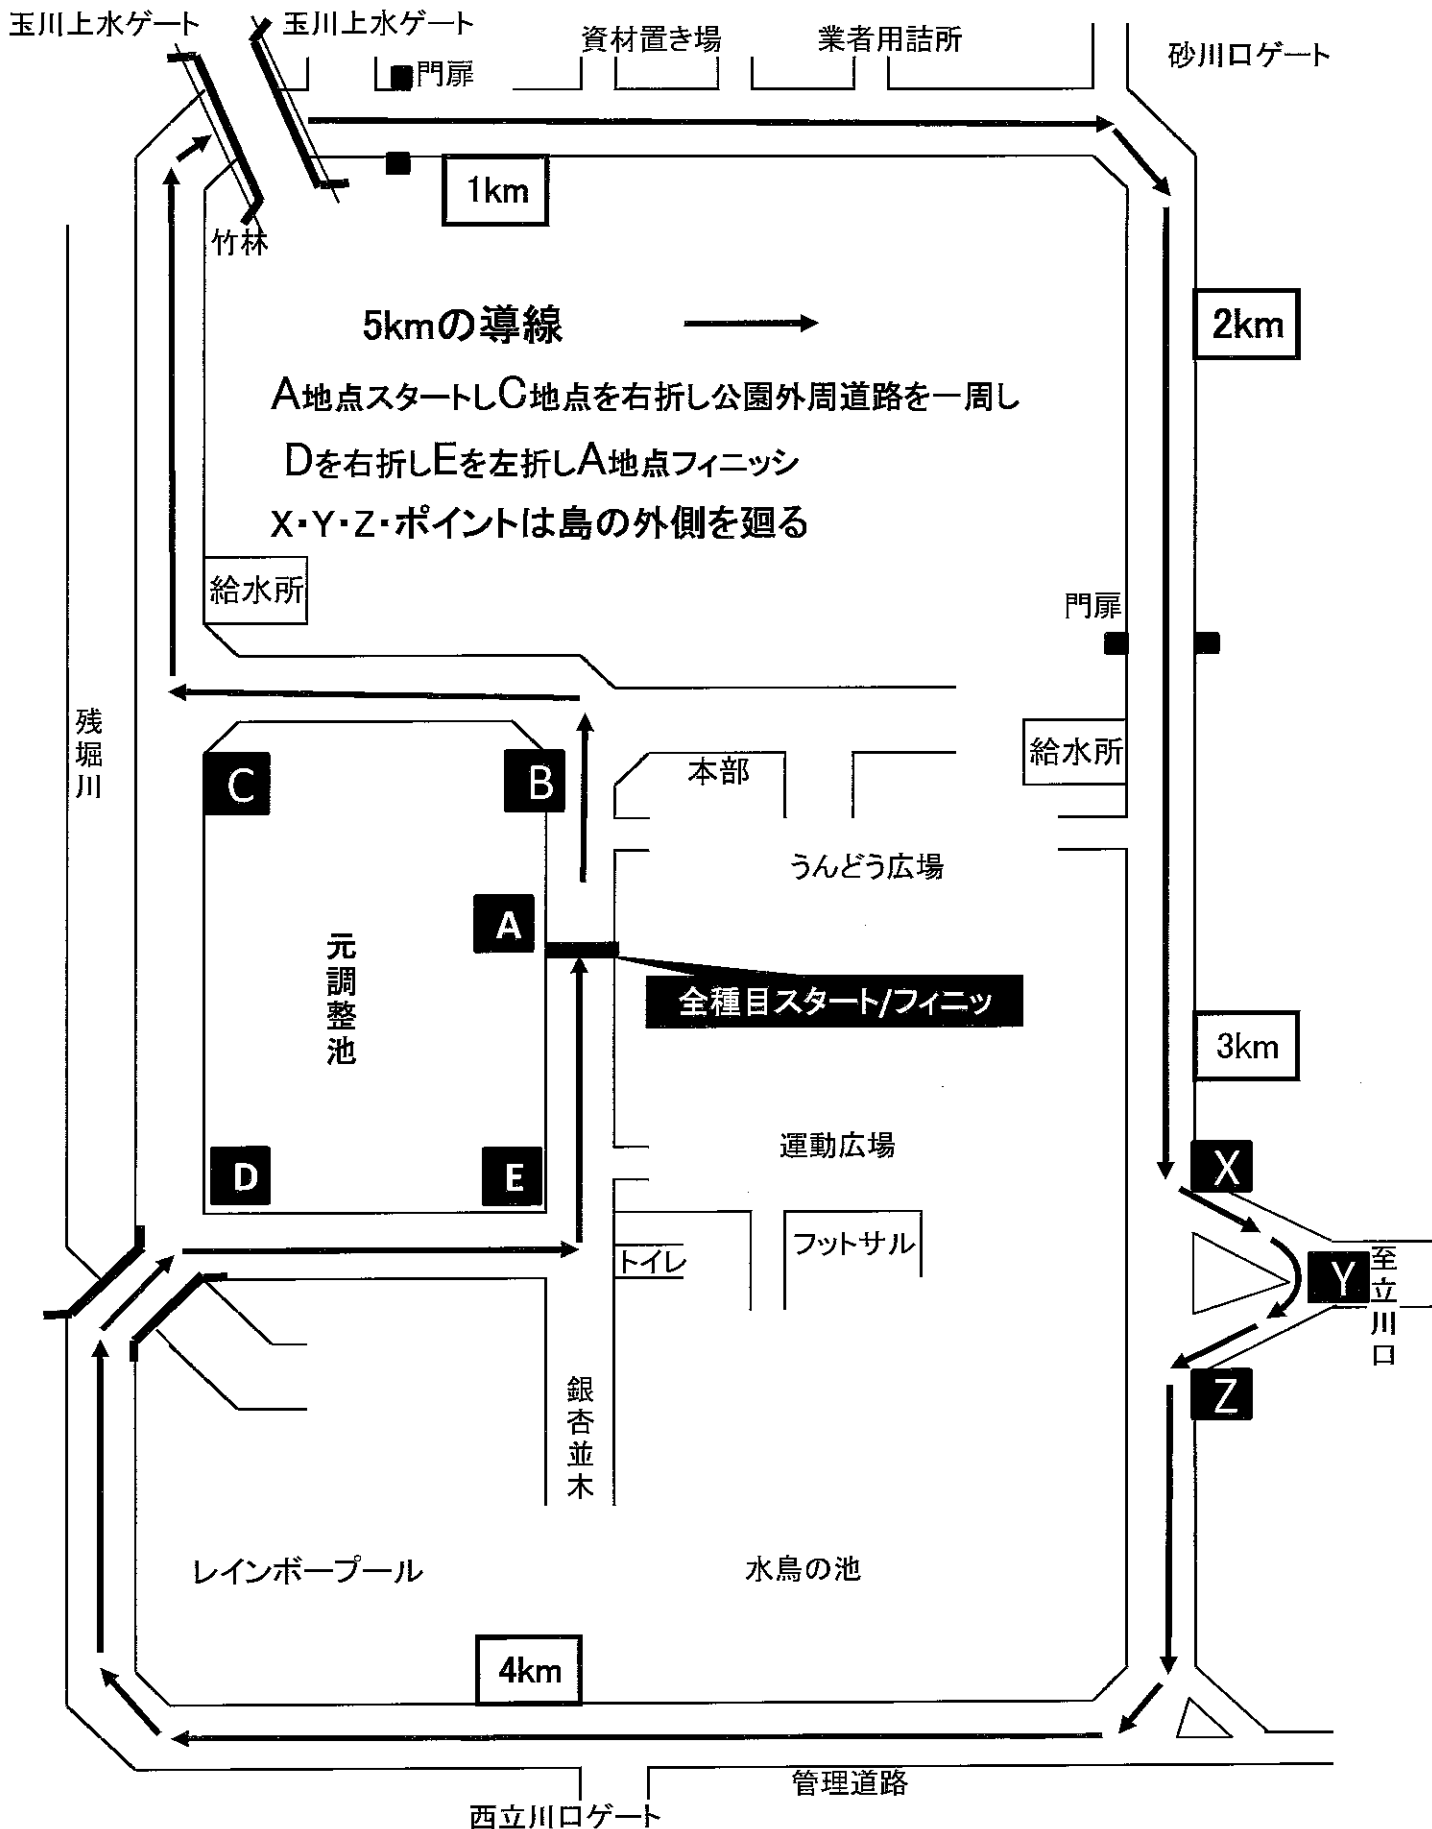 玉川上水ゲート
玉川上水ゲート
資材置き場
業者用詰所
砂川口ゲート
門扉
1km
竹林
2km
5kmの導線
A地点スタートしC地点を右折し公園外周道路を一周し
Dを右折しEを左折しA地点フィニッシ
X・Y・Z・ポイントは島の外側を廻る
給水所
門扉
残堀川
給水所
C
B
本部
うんどう広場
A
元調整池
全種目スタート/フィニッ
3km
運動広場
D
E
X
トイレ
フットサル
Y
至立川口
Z
銀杏並木
レインボープール
水鳥の池
4km
管理道路
西立川口ゲート